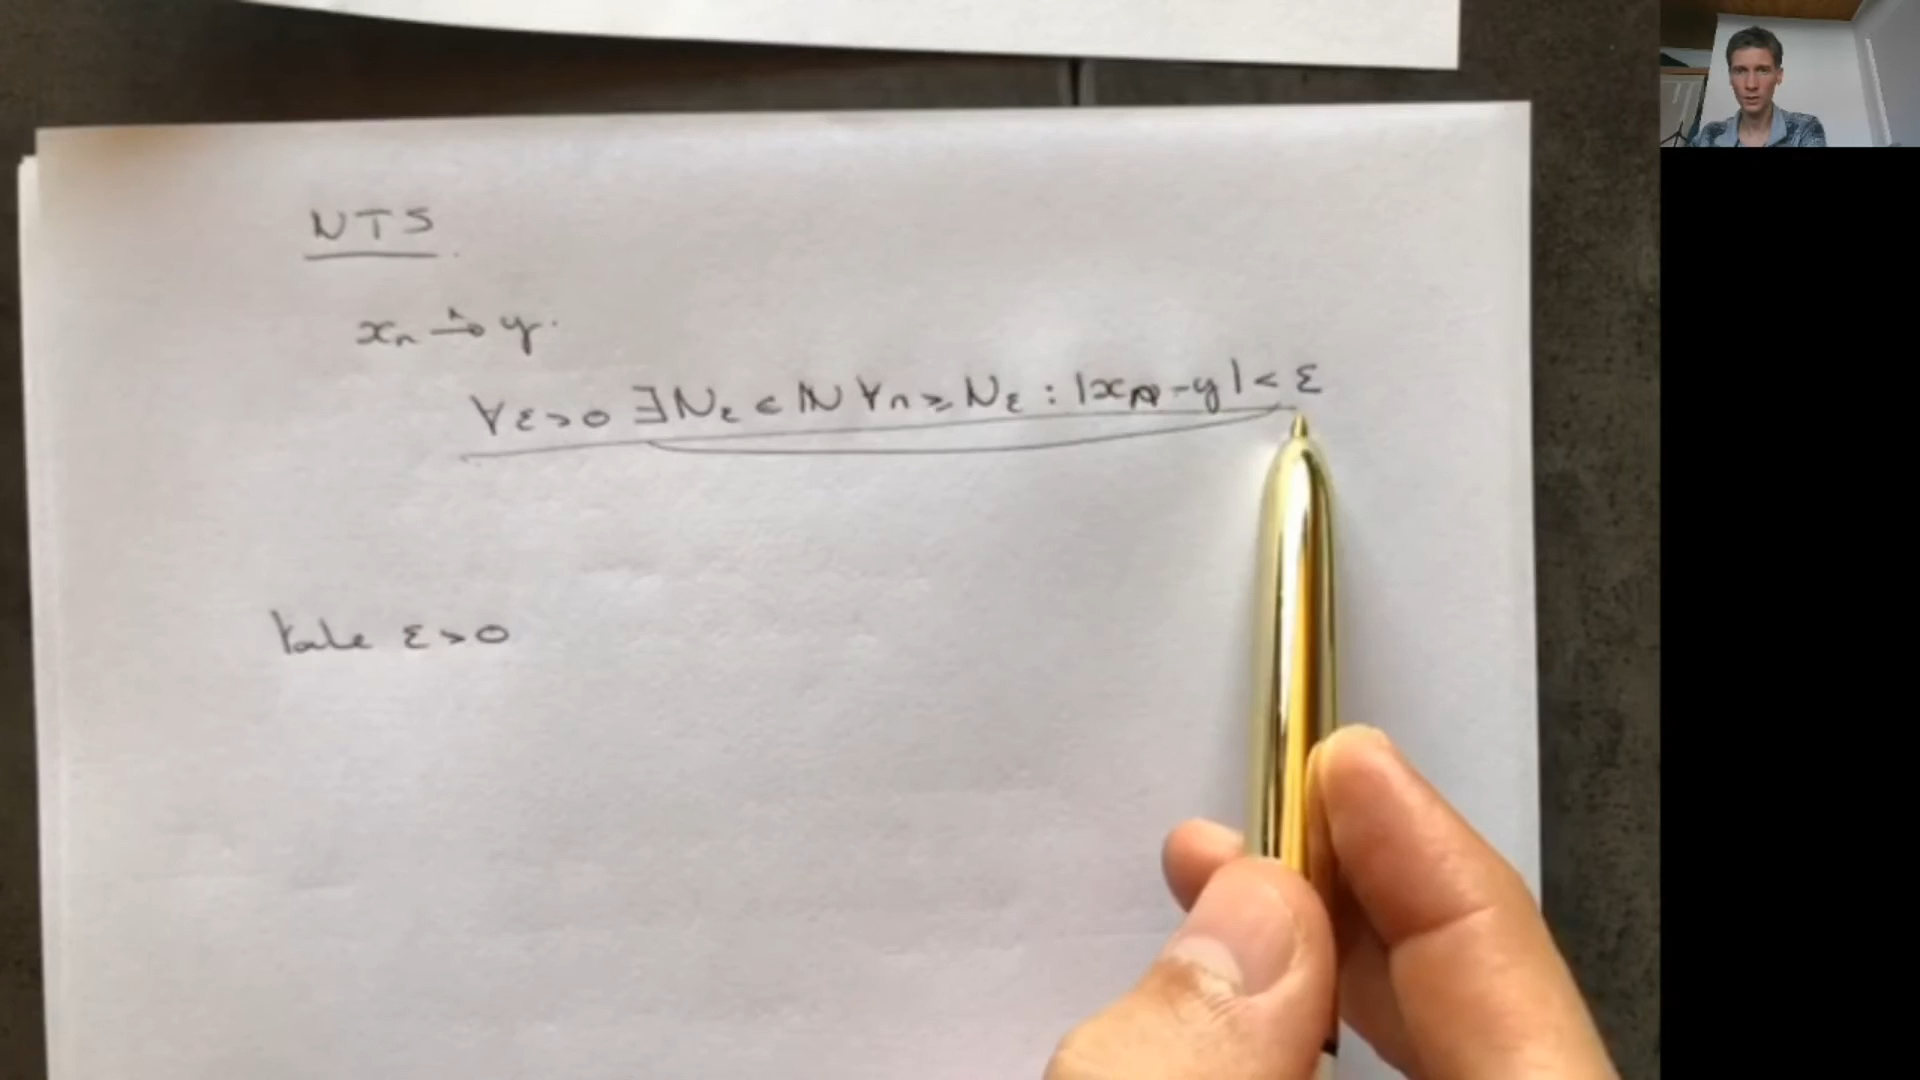 NTS
xₙ → y.
∀ε>0 ∃N_ε ∈ ℕ ∀n ≥ N_ε : |xₙ - y| < ε
take ε>0